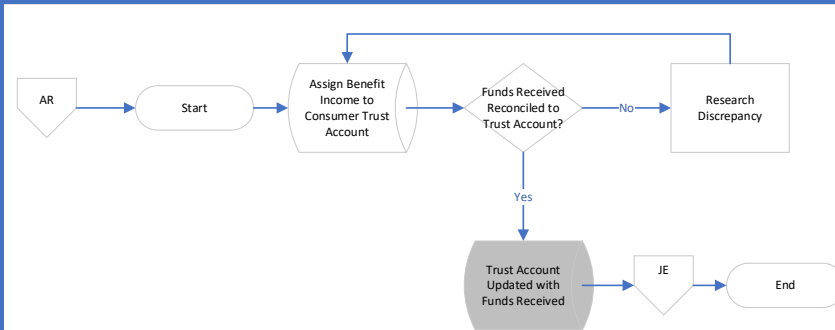 AR
Start
Assign Benefit
Income to
Consumer Trust
Account
Funds Received
Reconciled to
Trust Account?
No
Research
Discrepancy
Yes
Trust Account
Updated with
Funds Received
JE
End